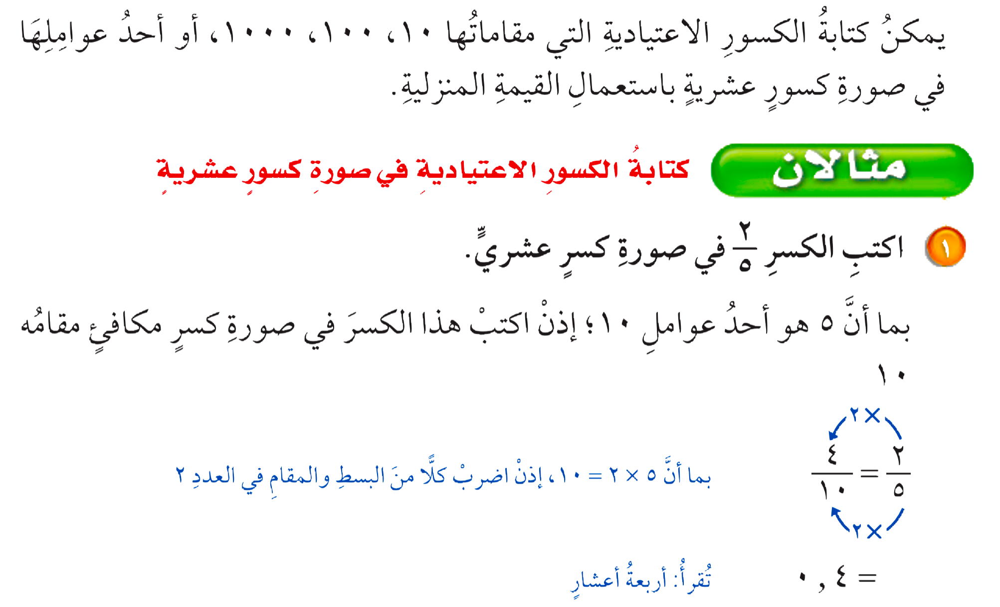 يمكنُ كتابةُ الكسورِ الاعتياديةِ التي مقاماتُها ١٠، ١٠٠، ١٠٠٠، أو أحدُ عوامِلِهَا
في صورةِ كسورٍ عشريةٍ باستعمالِ القيمةِ المنزليةِ.
مثالان كتابةُ الكسورِ الاعتياديةِ في صورةِ كسورٍ عشريةٍ
١ اكتبِ الكسرِ ٢/٥ في صورةِ كسرٍ عشريٍّ.
بما أنَّ ٥ هو أحدُ عواملِ ١٠؛ إذنْ اكتبْ هذا الكسرَ في صورةِ كسرٍ مكافئٍ مقامُه
١٠
× ٢
٢/٥ = ٤/١٠ بما أنَّ ٥ × ٢ = ١٠، إذنْ اضربْ كلًّا منَ البسطِ والمقامِ في العددِ ٢
× ٢
= ٠,٤ تُقرأُ: أربعةُ أعشارٍ